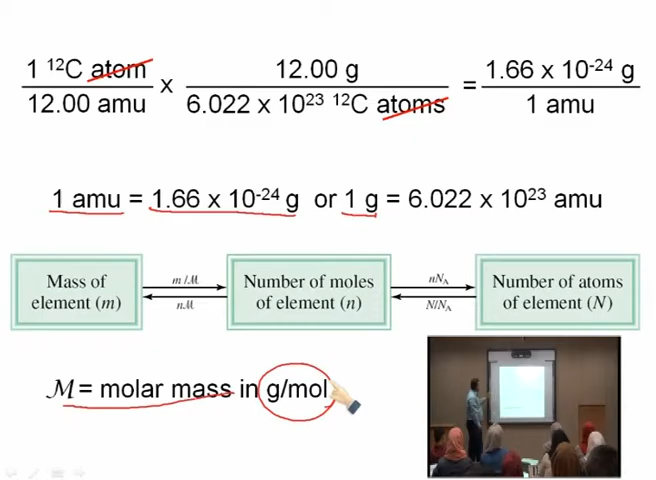 1 ¹²C atom
12.00 amu
x
12.00 g
6.022 x 10²³ ¹²C atoms
=
1.66 x 10⁻²⁴ g
1 amu
1 amu = 1.66 x 10⁻²⁴ g or 1 g = 6.022 x 10²³ amu
Mass of
element (m)
m/ℳ
nℳ
Number of moles
of element (n)
nNₐ
N/Nₐ
Number of atoms
of element (N)
ℳ = molar mass in g/mol